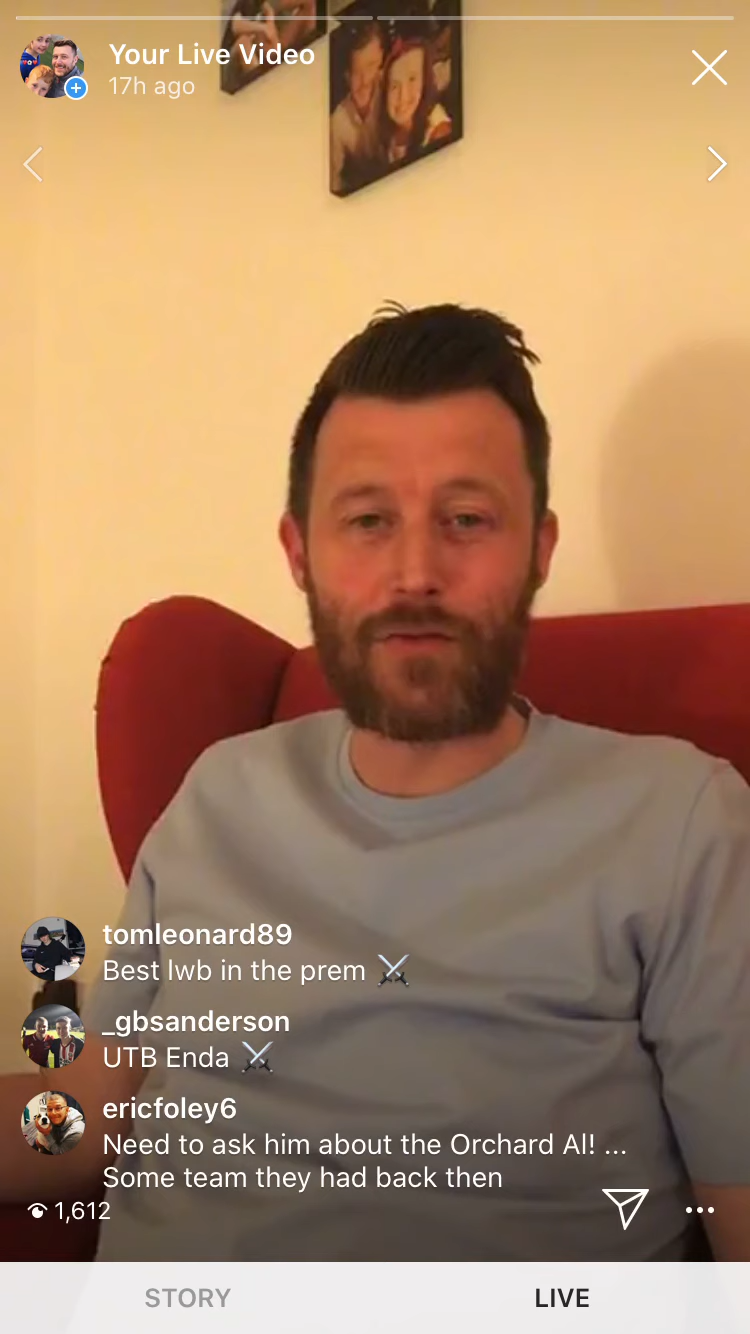 Your Live Video
17h ago
tomleonard89
Best lwb in the prem ⚔️
_gbsanderson
UTB Enda ⚔️
ericfoley6
Need to ask him about the Orchard Al! ...
Some team they had back then
1,612
STORY
LIVE